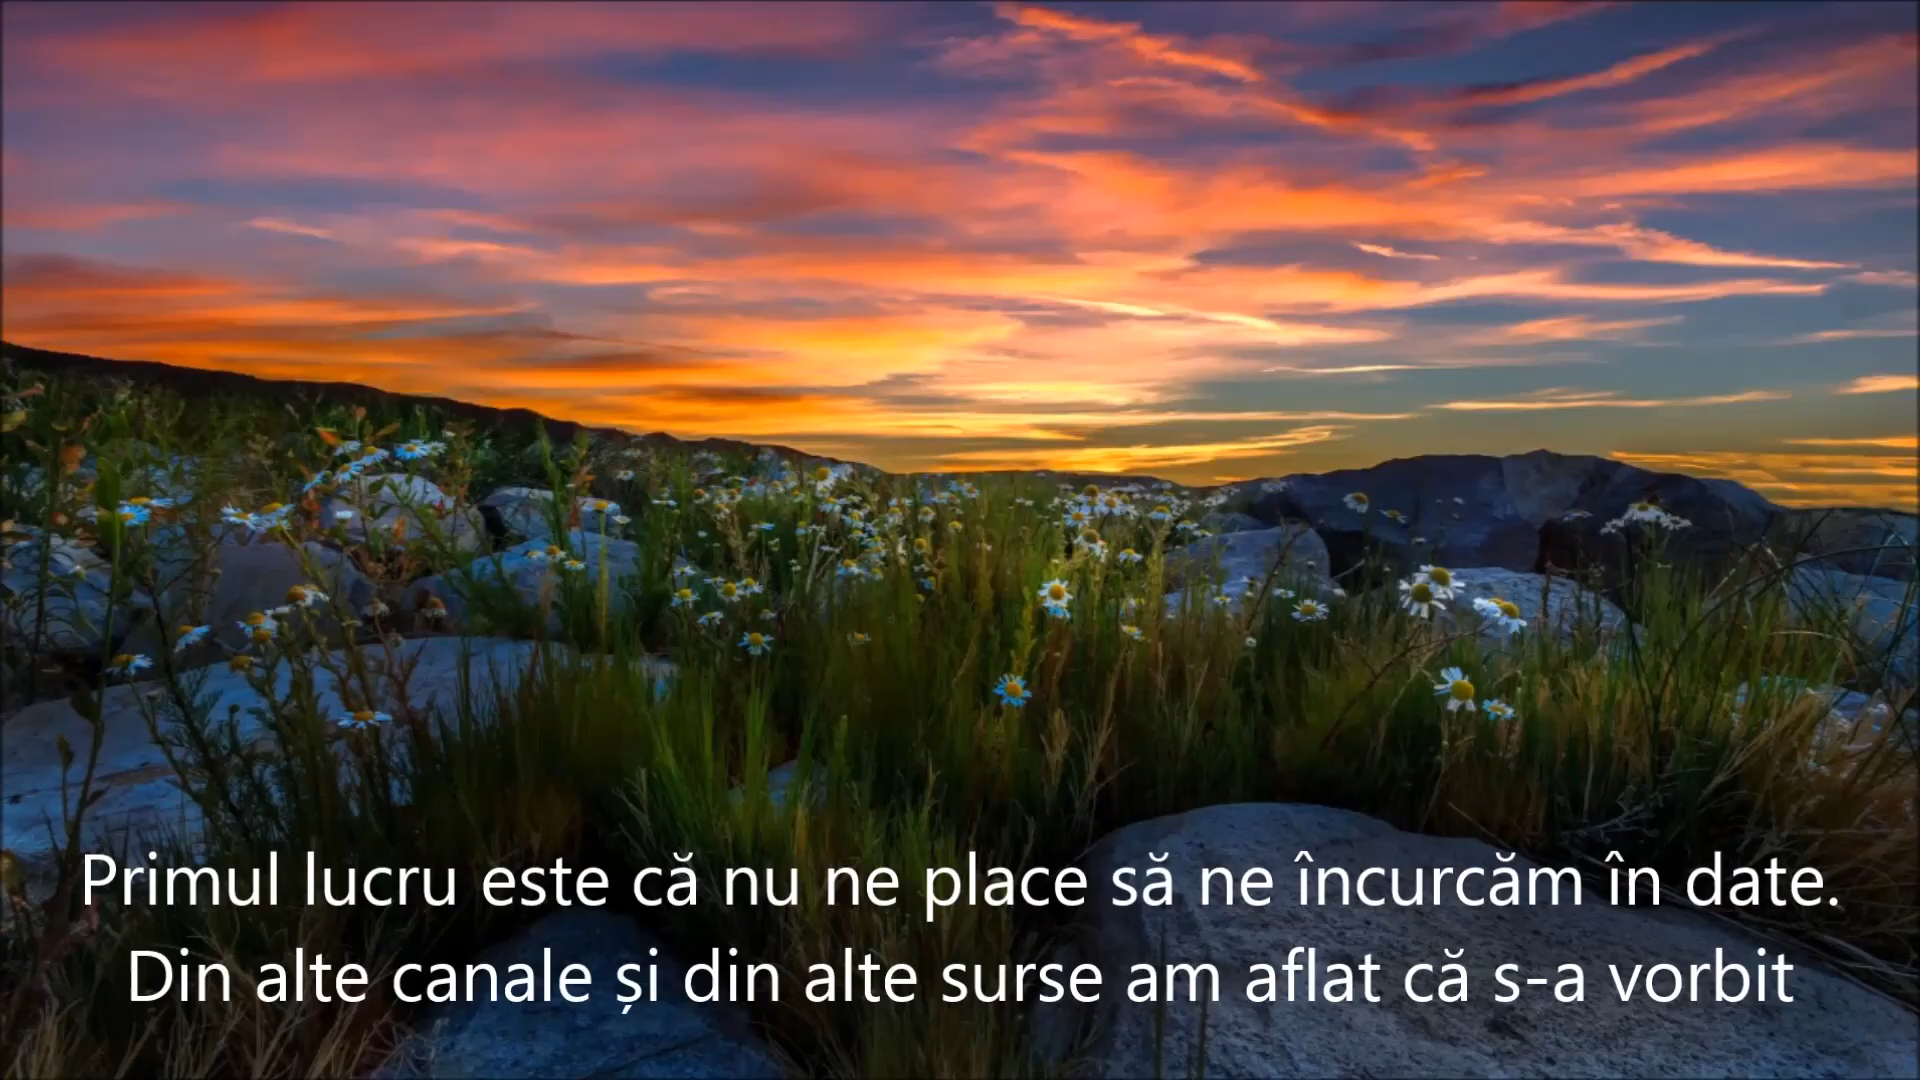 Primul lucru este că nu ne place să ne încurcăm în date.
Din alte canale și din alte surse am aflat că s-a vorbit